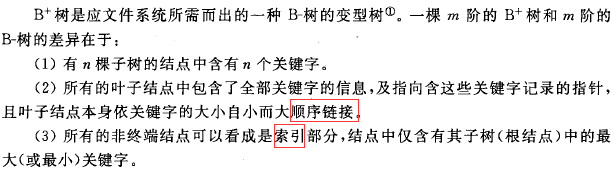 B⁺树是应文件系统所需而出的一种 B-树的变型树①。一棵 m 阶的 B⁺树和 m 阶的
B-树的差异在于：
（1）有 n 棵子树的结点中含有 n 个关键字。
（2）所有的叶子结点中包含了全部关键字的信息，及指向含这些关键字记录的指针，
且叶子结点本身依关键字的大小自小而大顺序链接。
（3）所有的非终端结点可以看成是索引部分，结点中仅含有其子树（根结点）中的最
大（或最小）关键字。